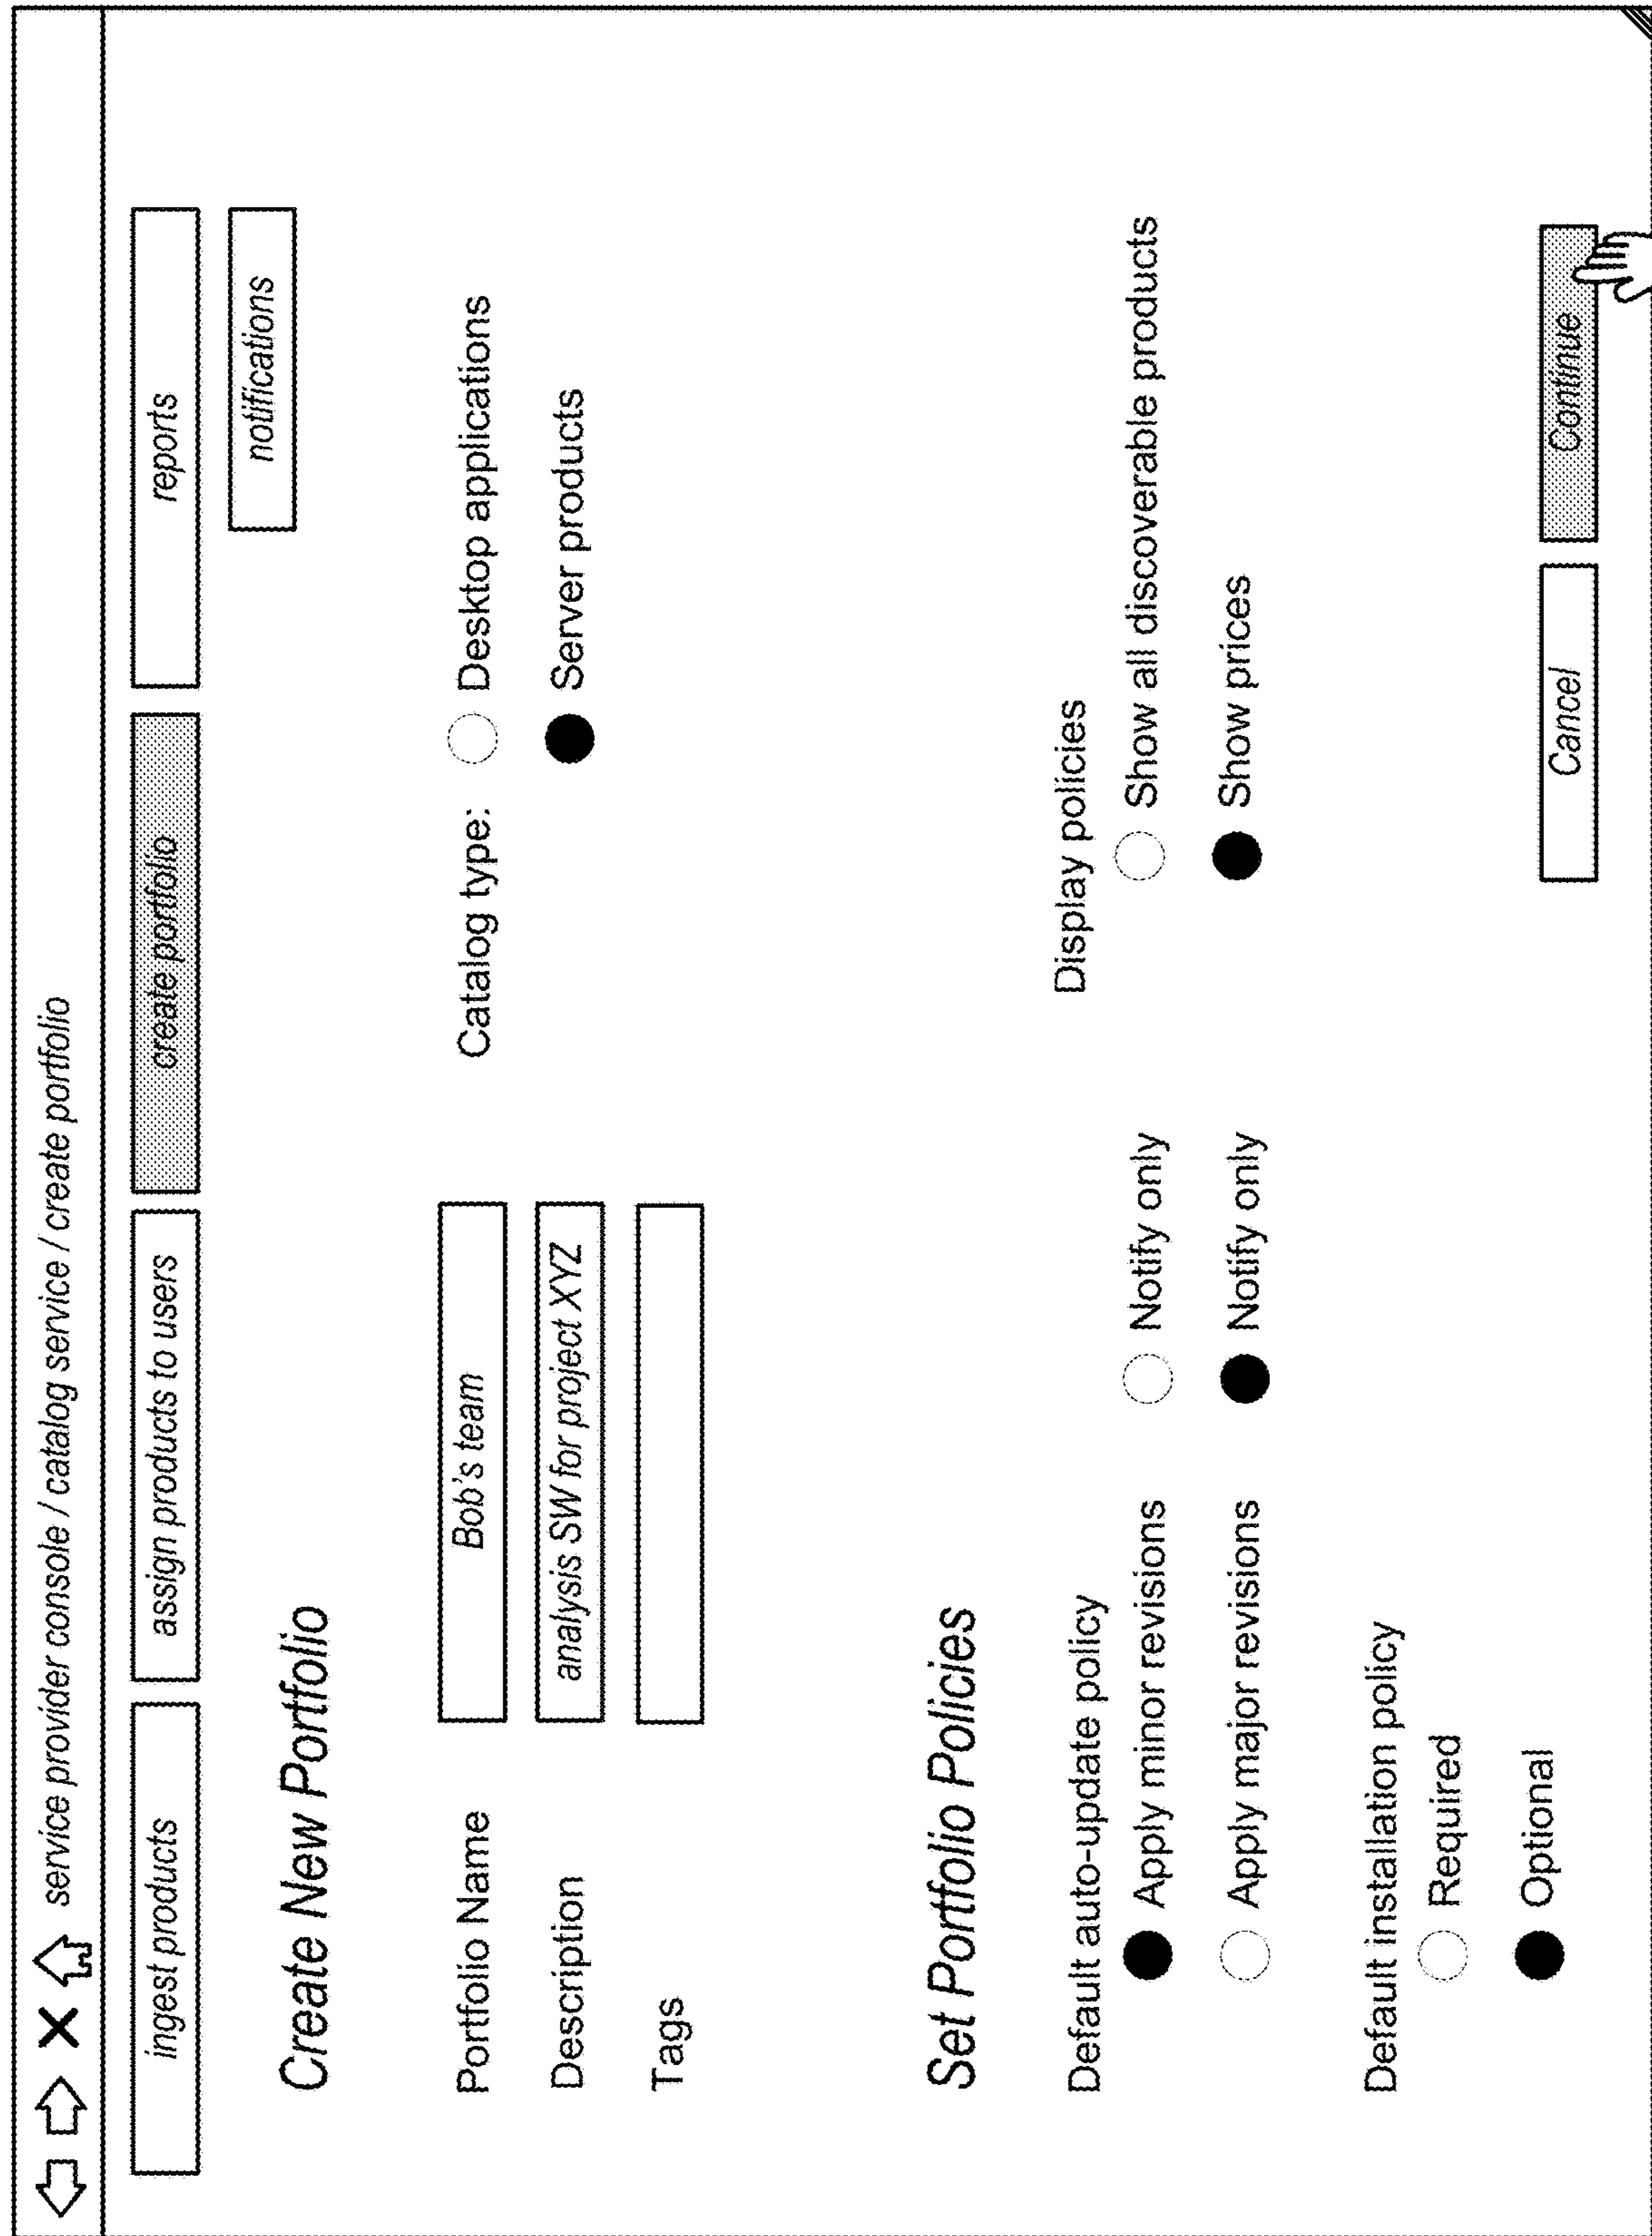 service provider console / catalog service / create portfolio
ingest products
assign products to users
create portfolio
reports
notifications
Create New Portfolio
Portfolio Name
Bob's team
Catalog type:
Desktop applications
Description
analysis SW for project XYZ
Server products
Tags
Set Portfolio Policies
Default auto-update policy
Display policies
Apply minor revisions
Notify only
Show all discoverable products
Apply major revisions
Notify only
Show prices
Default installation policy
Required
Optional
Cancel
Continue